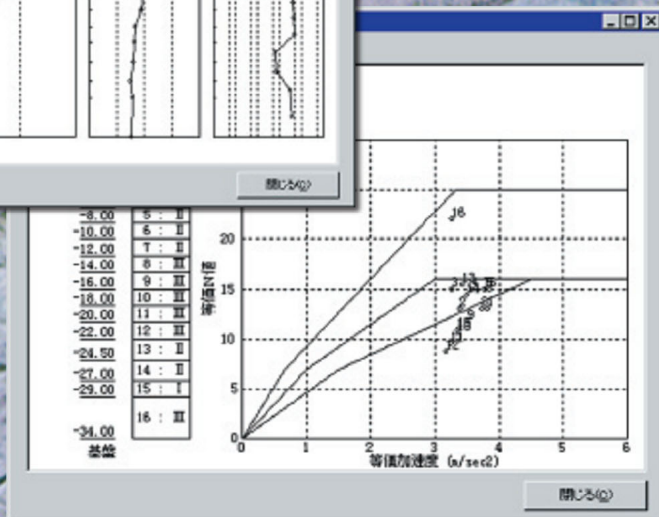 閉じる(C)
-8.00 5 : Ⅱ
-10.00 6 : Ⅱ
-12.00 7 : Ⅱ
-14.00 8 : Ⅲ
-16.00 9 : Ⅲ
-18.00 10 : Ⅲ
-20.00 11 : Ⅲ
-22.00 12 : Ⅲ
-24.50 13 : Ⅱ
-27.00 14 : Ⅱ
-29.00 15 : Ⅰ
16 : Ⅲ
-34.00
基盤
等価N値
20
15
10
5
0
16
0 1 2 3 4 5 6
等価加速度 (m/sec2)
閉じる(C)